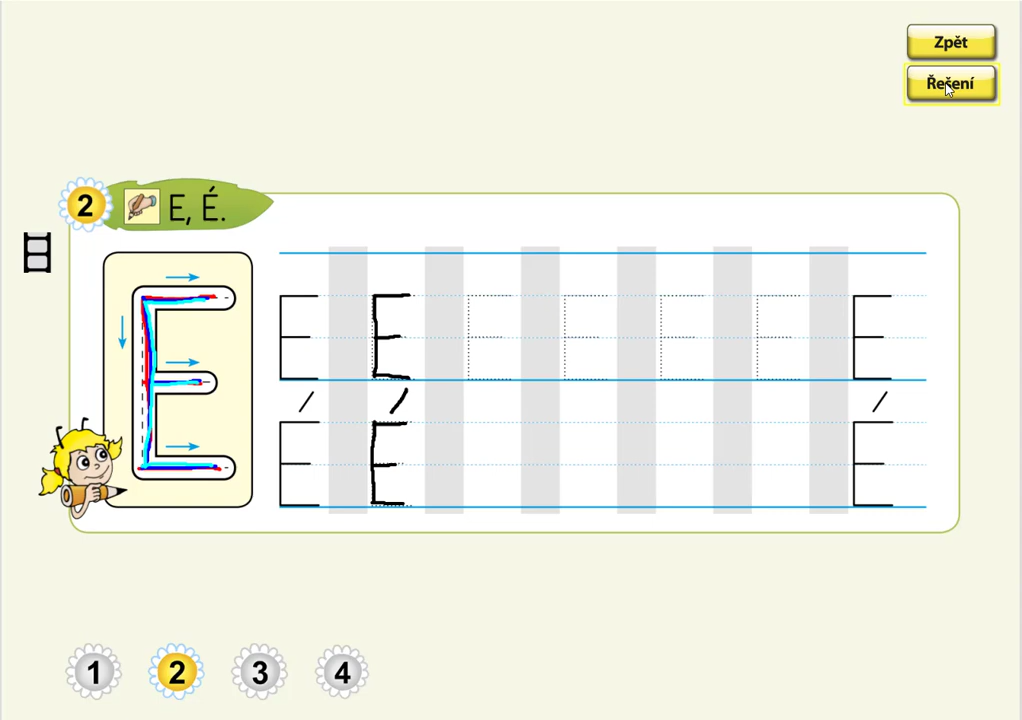 Zpět
Řešení
2 E, É.
E
E E E
É É É
1 2 3 4